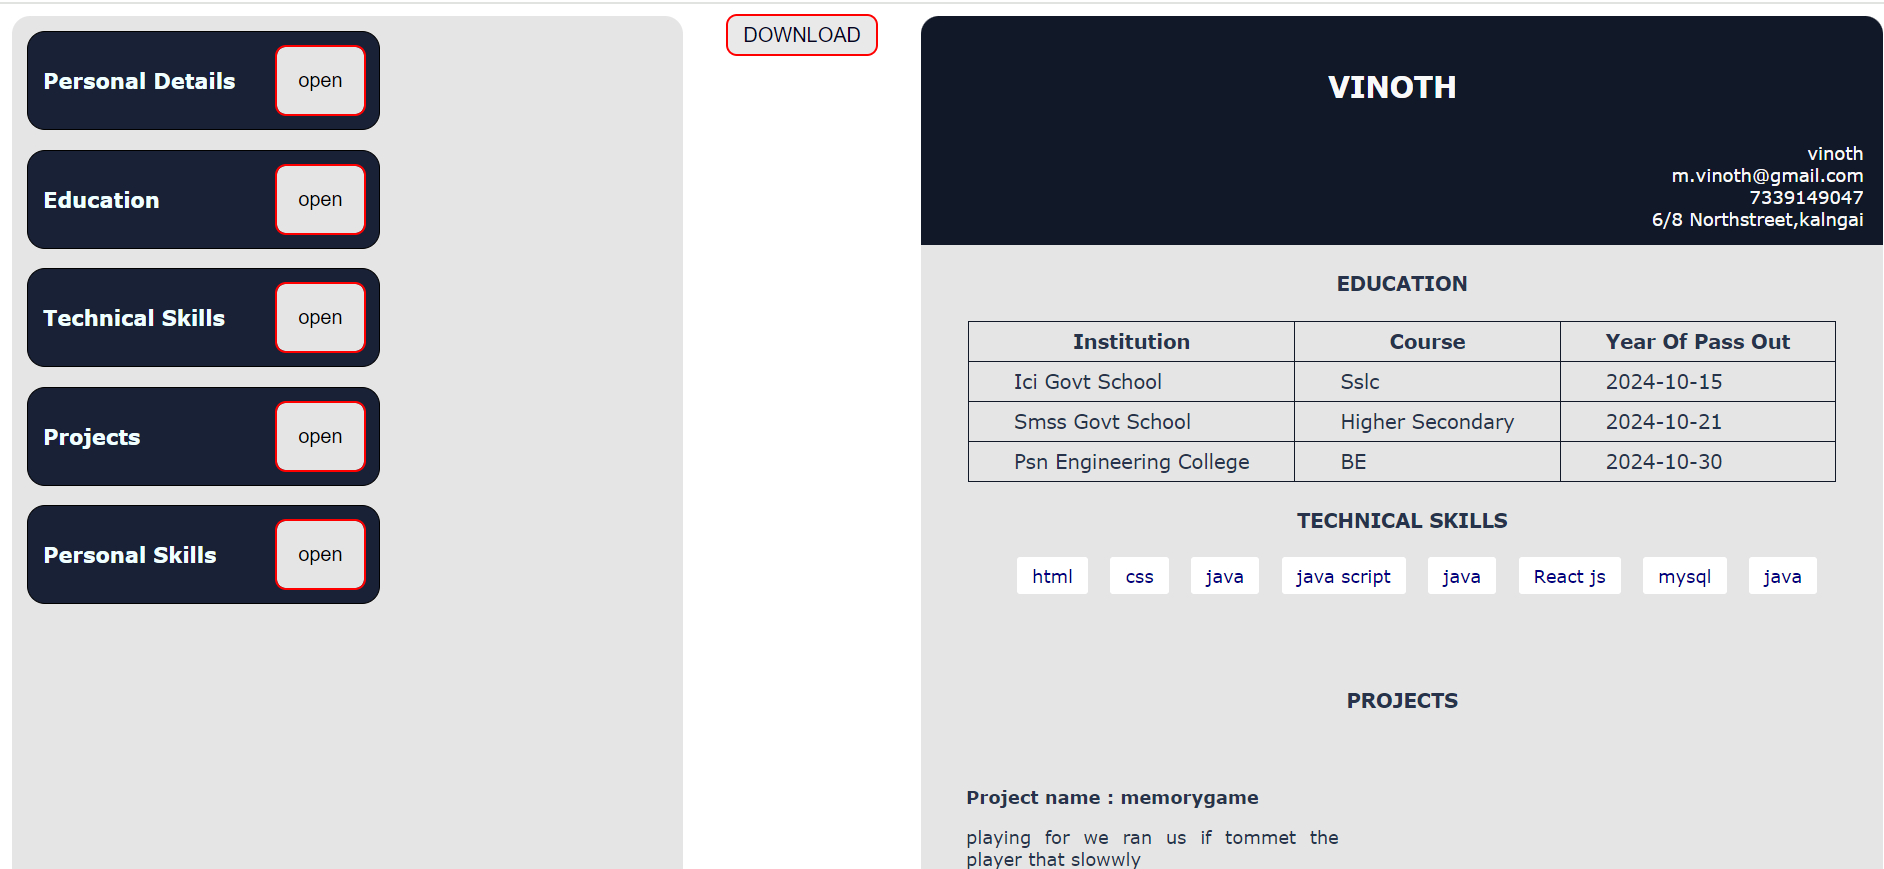 Personal Details open
Education open
Technical Skills open
Projects open
Personal Skills open
DOWNLOAD
VINOTH
vinoth
m.vinoth@gmail.com
7339149047
6/8 Northstreet,kalngai
EDUCATION
Institution Course Year Of Pass Out
Ici Govt School Sslc 2024-10-15
Smss Govt School Higher Secondary 2024-10-21
Psn Engineering College BE 2024-10-30
TECHNICAL SKILLS
html css java java script java React js mysql java
PROJECTS
Project name : memorygame
playing for we ran us if tommet the
player that slowwly